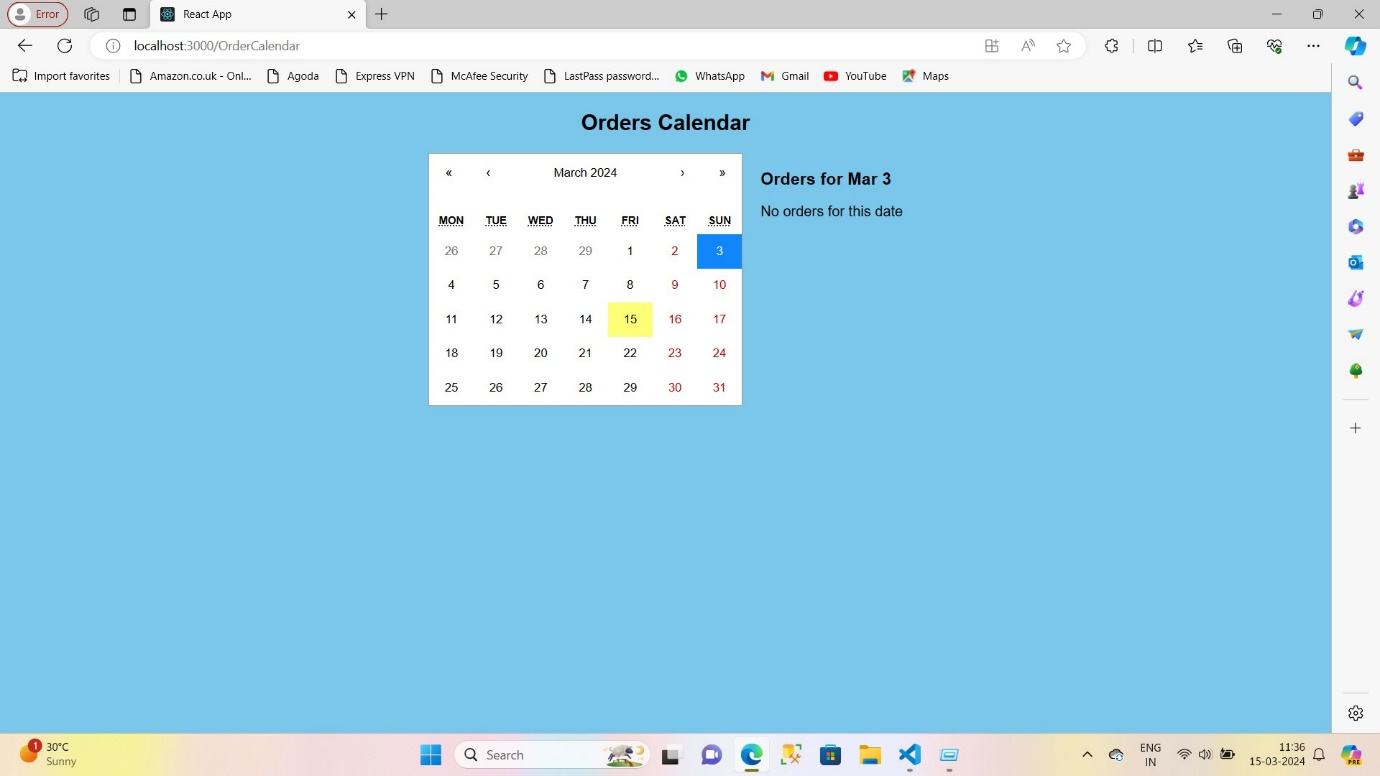 Error
React App
localhost:3000/OrderCalendar
Import favorites Amazon.co.uk - Onl... Agoda Express VPN McAfee Security LastPass password... WhatsApp Gmail YouTube Maps
Orders Calendar
« ‹ March 2024 › »
MON TUE WED THU FRI SAT SUN
26 27 28 29 1 2 3
4 5 6 7 8 9 10
11 12 13 14 15 16 17
18 19 20 21 22 23 24
25 26 27 28 29 30 31
Orders for Mar 3
No orders for this date
1
30°C
Sunny
Search
ENG
IN
11:36
15-03-2024
PRE